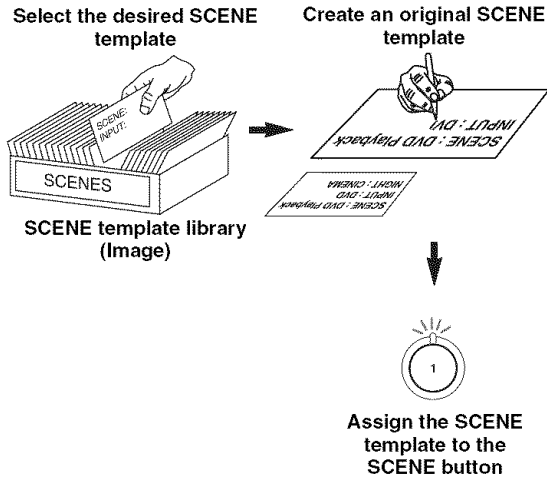 Select the desired SCENE
template
SCENE:
INPUT:
SCENES
SCENE template library
(Image)
Create an original SCENE
template
SCENE : DVD Playback
INPUT : DV
SCENE : DVD Playback
INPUT : DVD
NIGHT : CINEMA
1
Assign the SCENE
template to the
SCENE button